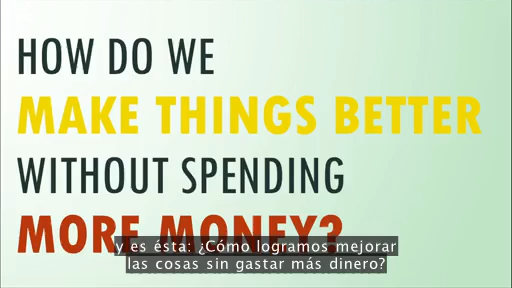 HOW DO WE
MAKE THINGS BETTER
WITHOUT SPENDING
MORE MONEY?
y es ésta: ¿Cómo logramos mejorar
las cosas sin gastar más dinero?